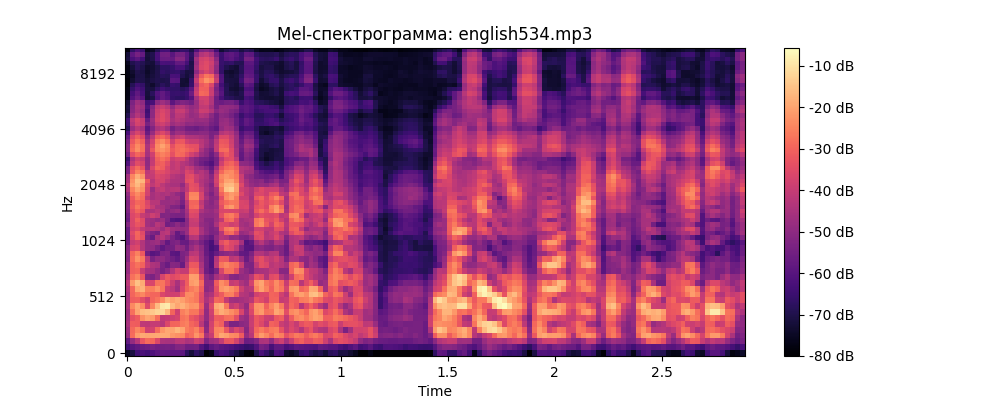 Mel-спектрограмма: english534.mp3
Hz
8192
4096
2048
1024
512
0
0 0.5 1 1.5 2 2.5
Time
-10 dB
-20 dB
-30 dB
-40 dB
-50 dB
-60 dB
-70 dB
-80 dB